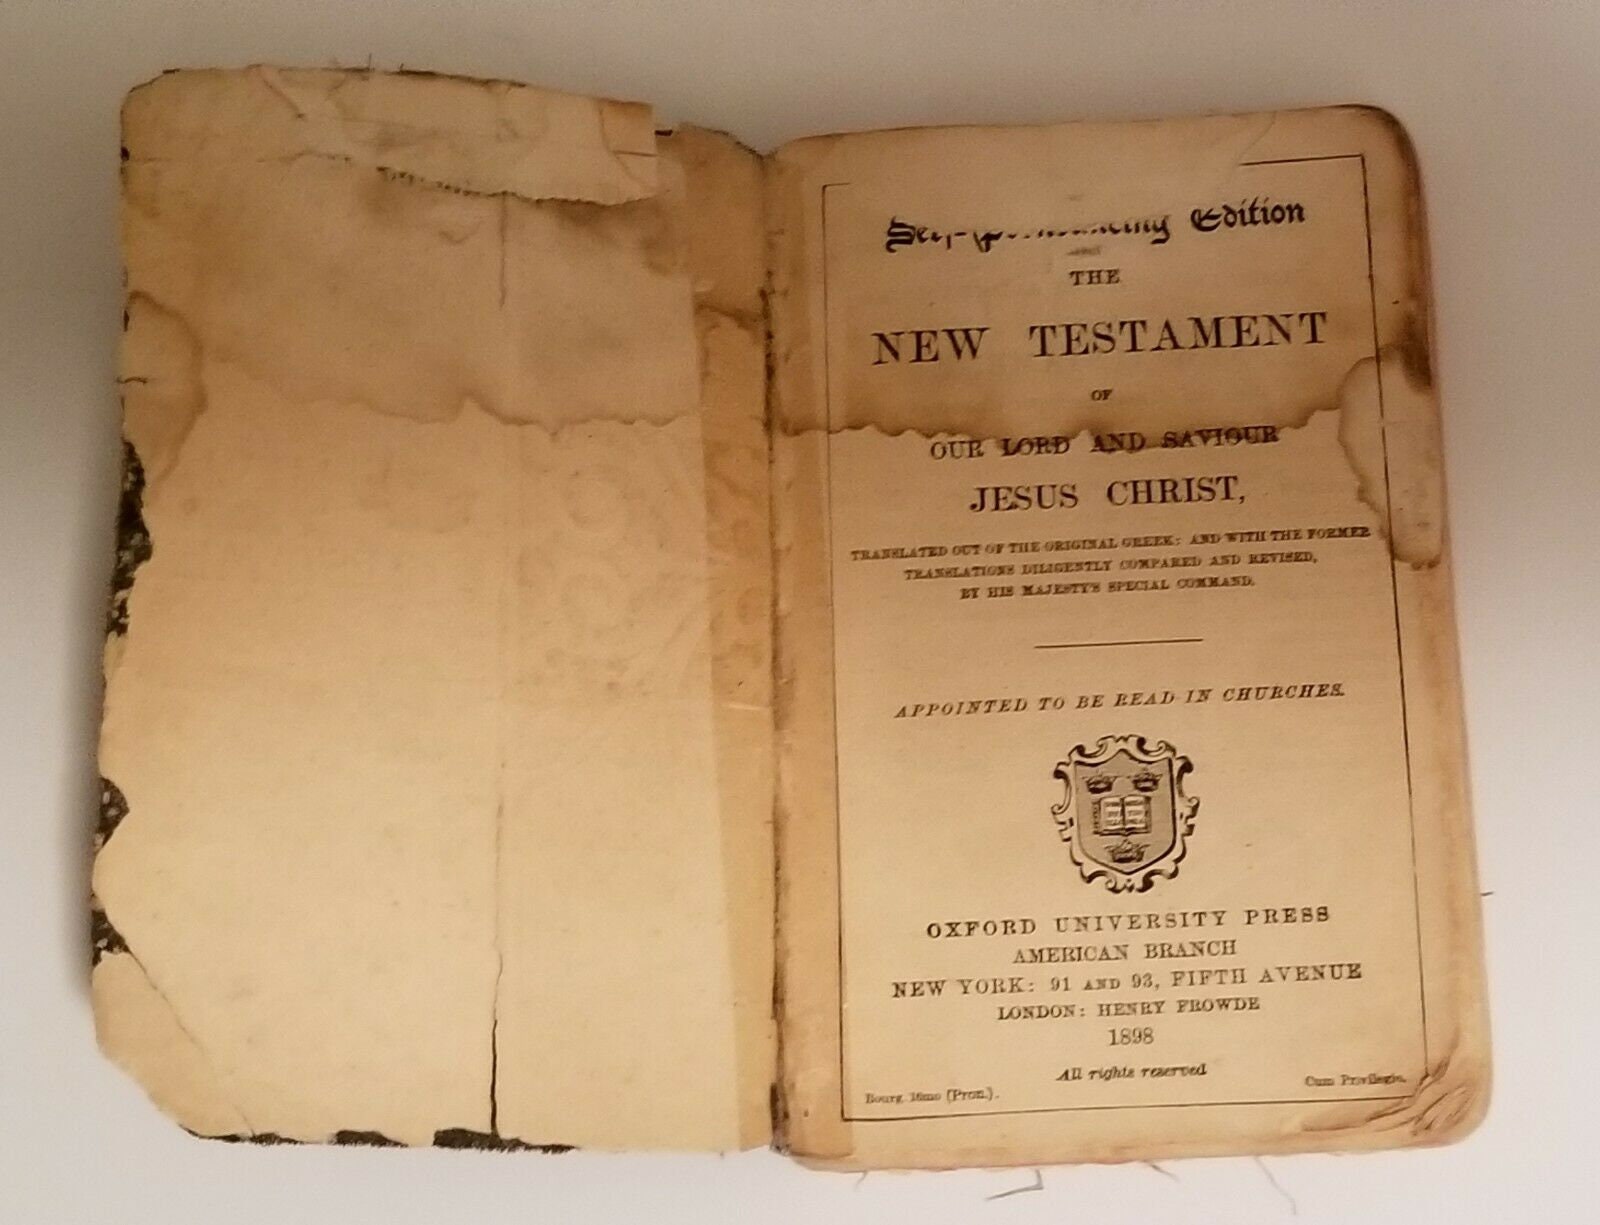 Self-Pronouncing Edition
THE
NEW TESTAMENT
OF
OUR LORD AND SAVIOUR
JESUS CHRIST,
TRANSLATED OUT OF THE ORIGINAL GREEK: AND WITH THE FORMER
TRANSLATIONS DILIGENTLY COMPARED AND REVISED,
BY HIS MAJESTY'S SPECIAL COMMAND.
APPOINTED TO BE READ IN CHURCHES.
OXFORD UNIVERSITY PRESS
AMERICAN BRANCH
NEW YORK: 91 AND 93, FIFTH AVENUE
LONDON: HENRY FROWDE
1898
All rights reserved
Bourg. 16mo (Pron.).
Cum Privilegio.